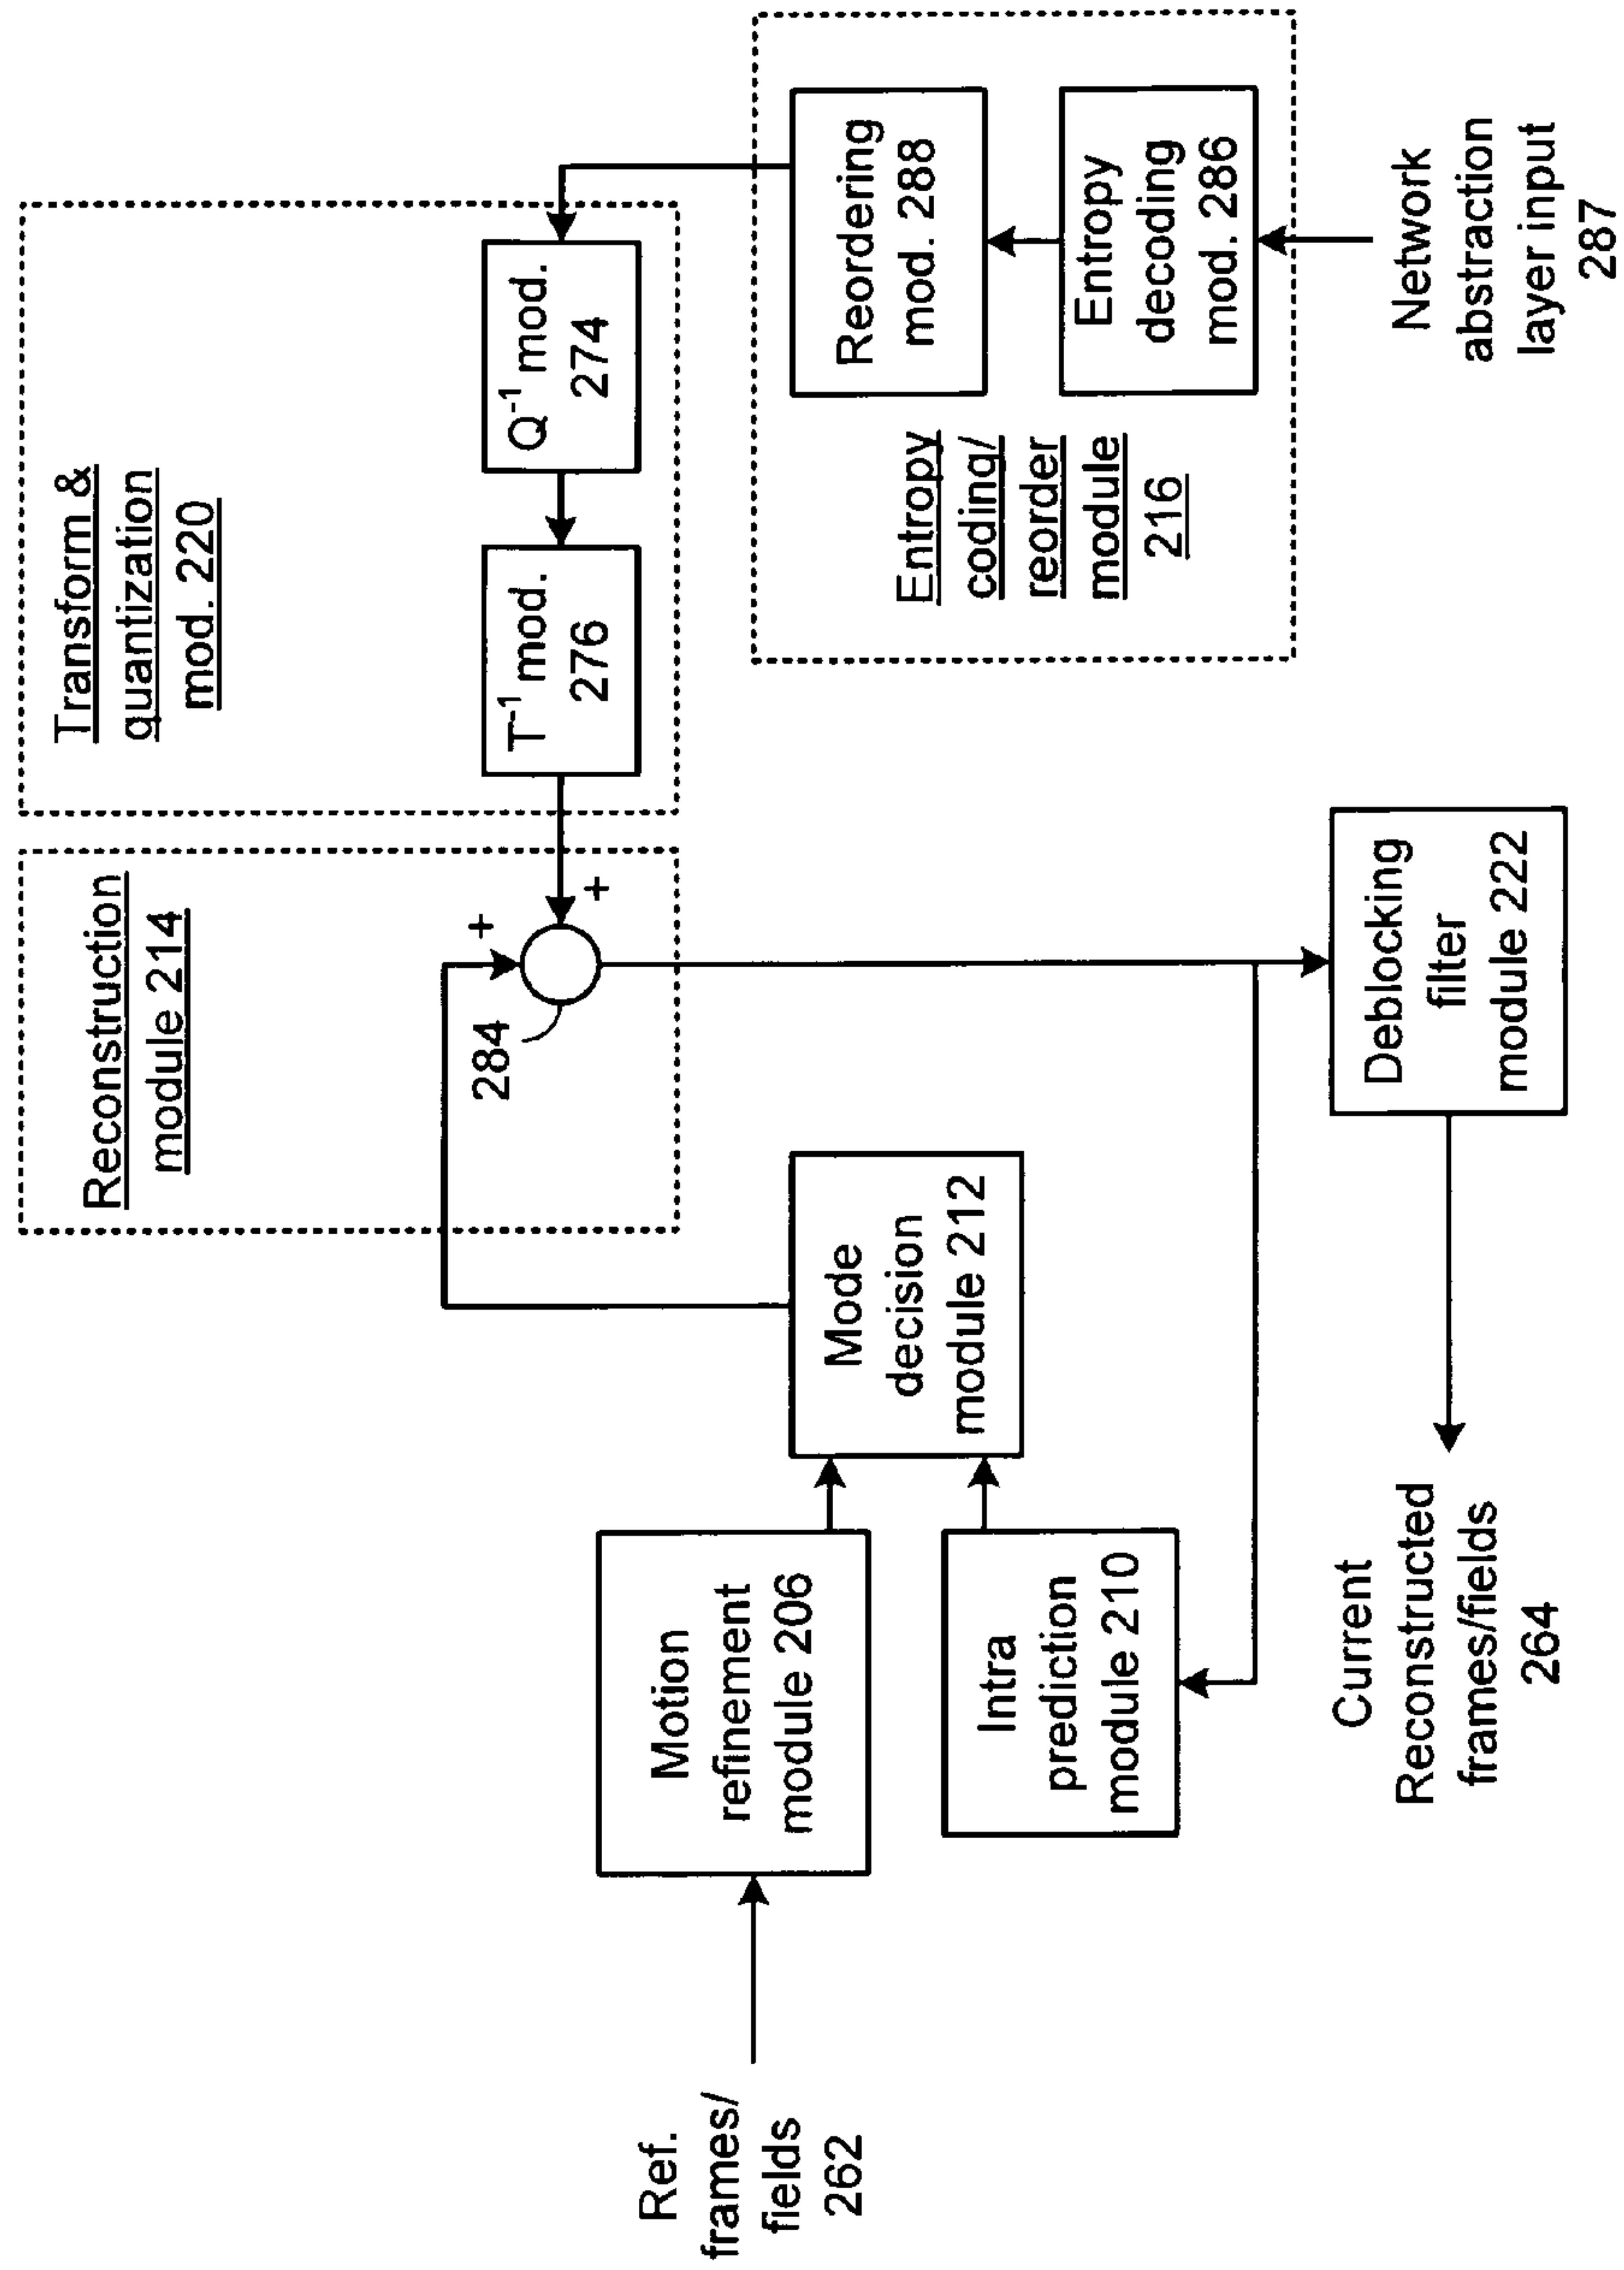 Reconstruction
module 214
Transform &
quantization
mod. 220
284
+
+
T-1 mod.
276
Q-1 mod.
274
Ref.
frames/
fields
262
Motion
refinement
module 206
Mode
decision
module 212
Intra
prediction
module 210
Entropy
coding/
reorder
module
216
Reordering
mod. 288
Entropy
decoding
mod. 286
Current
Reconstructed
frames/fields
264
Deblocking
filter
module 222
Network
abstraction
layer input
287